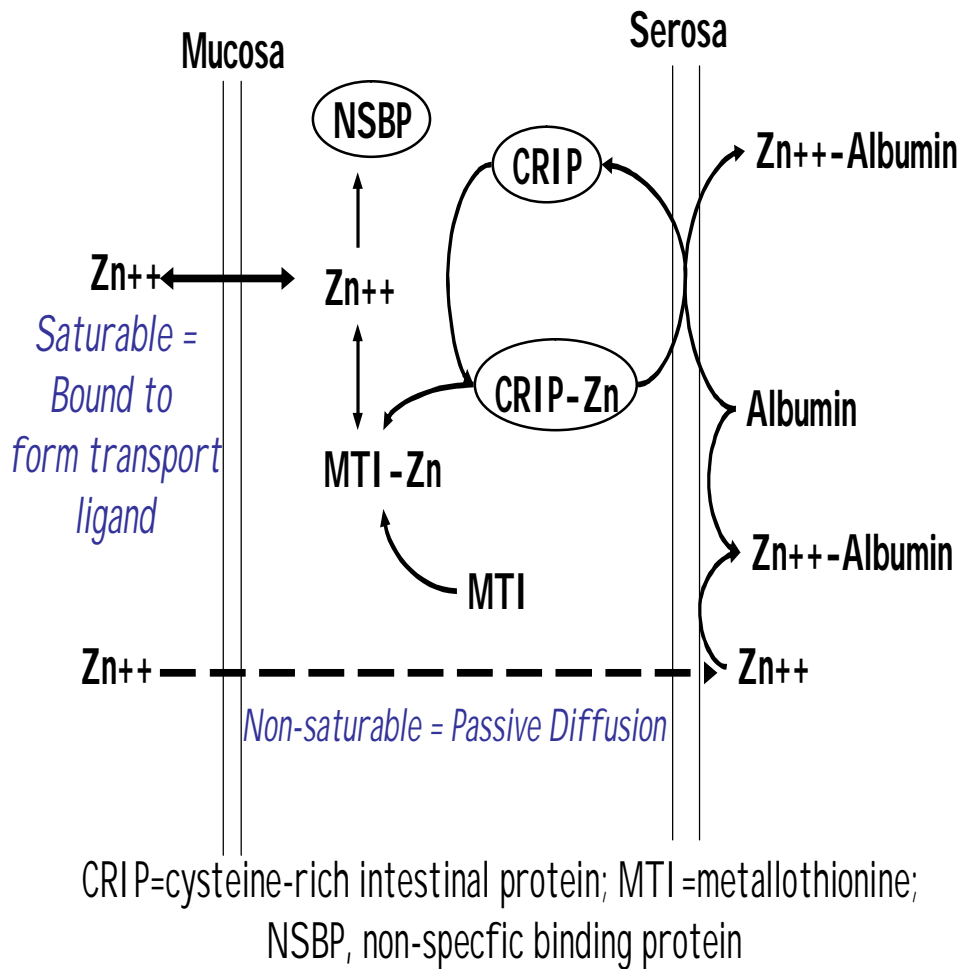 Serosa
Mucosa
NSBP
CRIP
Zn++-Albumin
Zn++
Zn++
Saturable =
Bound to
form transport
ligand
CRIP-Zn
Albumin
MTI-Zn
Zn++-Albumin
MTI
Zn++
Zn++
Non-saturable = Passive Diffusion
CRIP=cysteine-rich intestinal protein; MTI=metallothionine;
NSBP, non-specfic binding protein